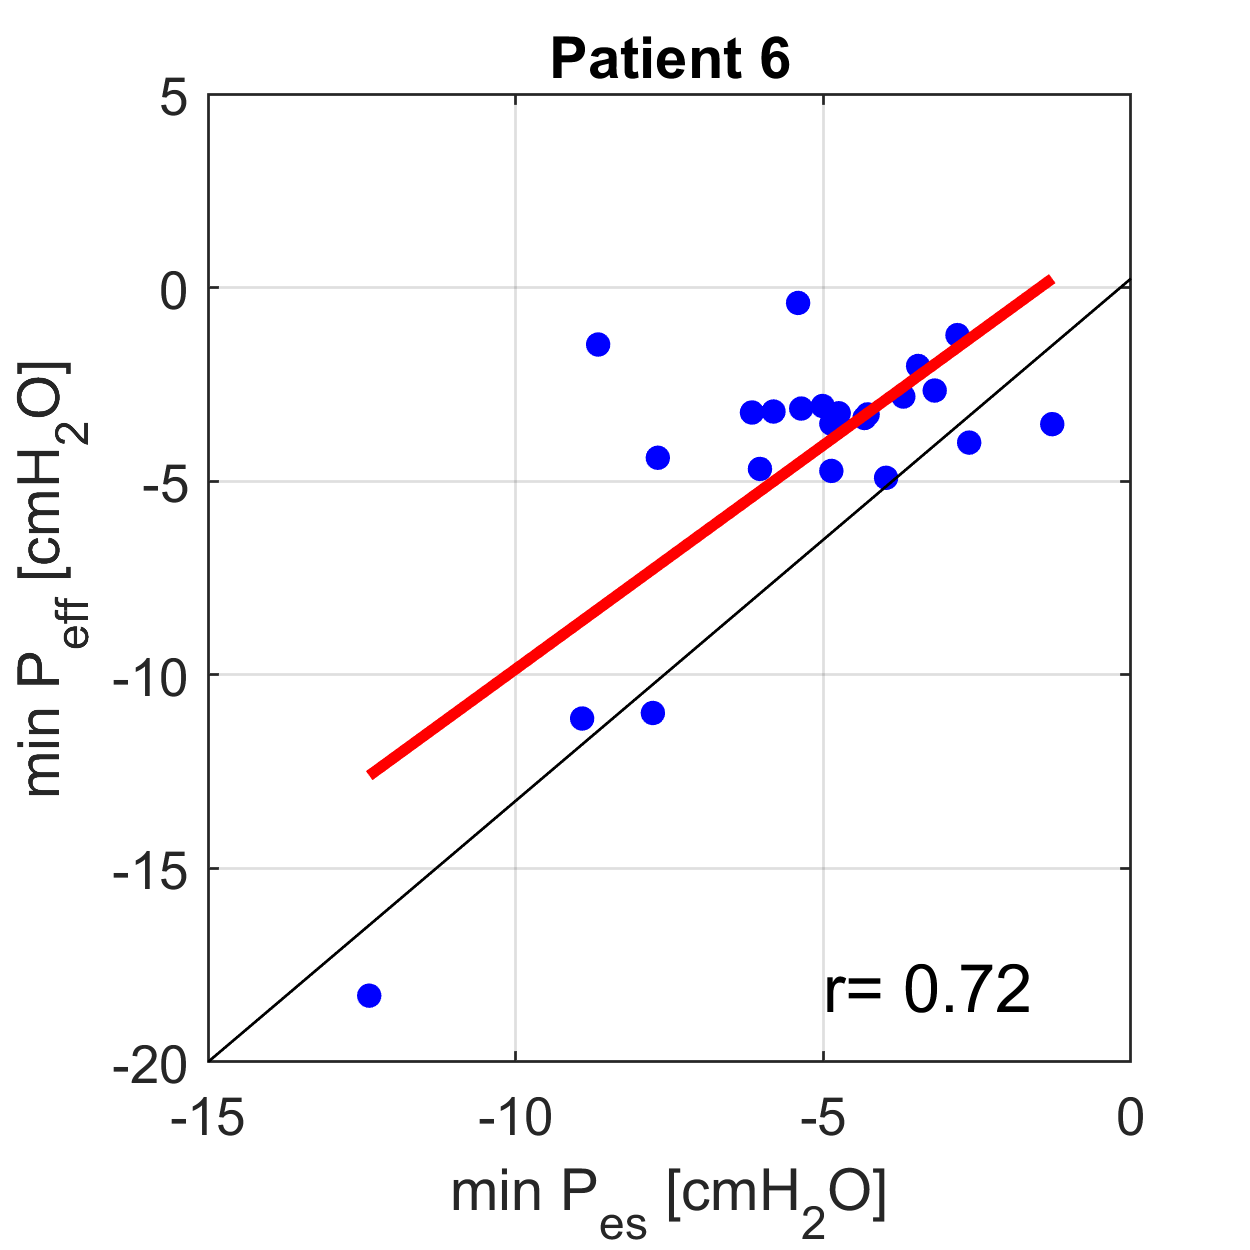 Patient 6
5
0
-5
-10
-15
-20
min P_eff [cmH_2O]
r= 0.72
-15 -10 -5 0
min P_es [cmH_2O]